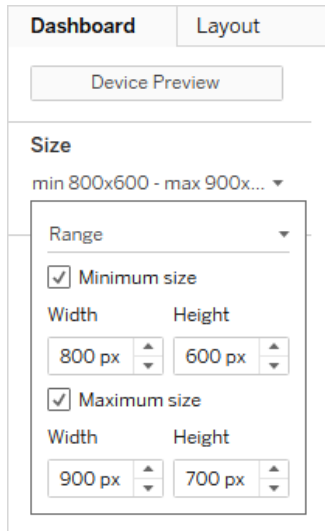 Dashboard Layout
Device Preview
Size
min 800x600 - max 900x...
Range
Minimum size
Width Height
800 px 600 px
Maximum size
Width Height
900 px 700 px